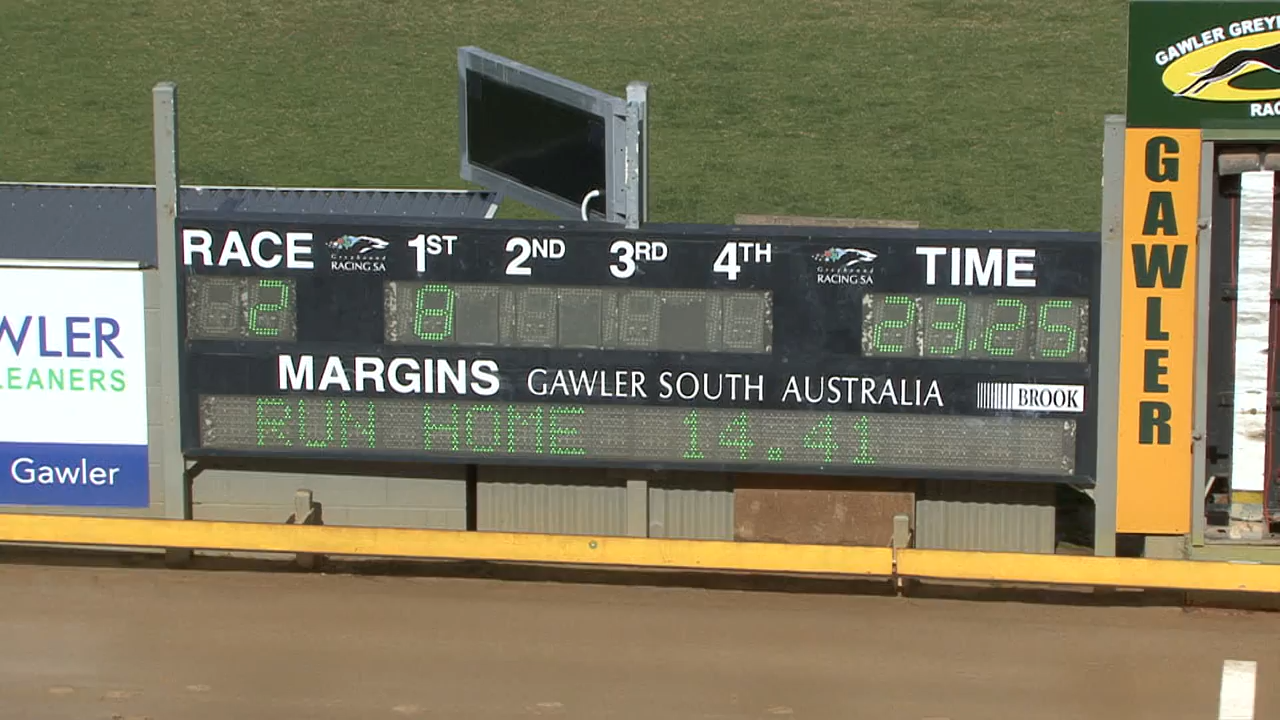 GAWLER GREY
RAC
GAWLER
RACE Greyhound RACING SA 1ST 2ND 3RD 4TH Greyhound RACING SA TIME
2 8 23.25
MARGINS GAWLER SOUTH AUSTRALIA BROOK
RUN HOME 14.41
WLER
LEANERS
Gawler